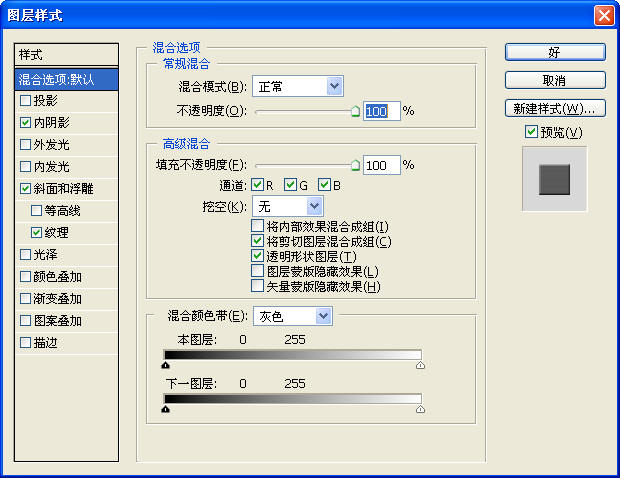 图层样式
样式
混合选项:默认
投影
内阴影
外发光
内发光
斜面和浮雕
等高线
纹理
光泽
颜色叠加
渐变叠加
图案叠加
描边
混合选项
常规混合
混合模式(B): 正常
不透明度(O): 100 %
高级混合
填充不透明度(F): 100 %
通道: R G B
挖空(K): 无
将内部效果混合成组(I)
将剪切图层混合成组(C)
透明形状图层(T)
图层蒙版隐藏效果(L)
矢量蒙版隐藏效果(H)
混合颜色带(E): 灰色
本图层: 0 255
下一图层: 0 255
好
取消
新建样式(W)...
预览(V)